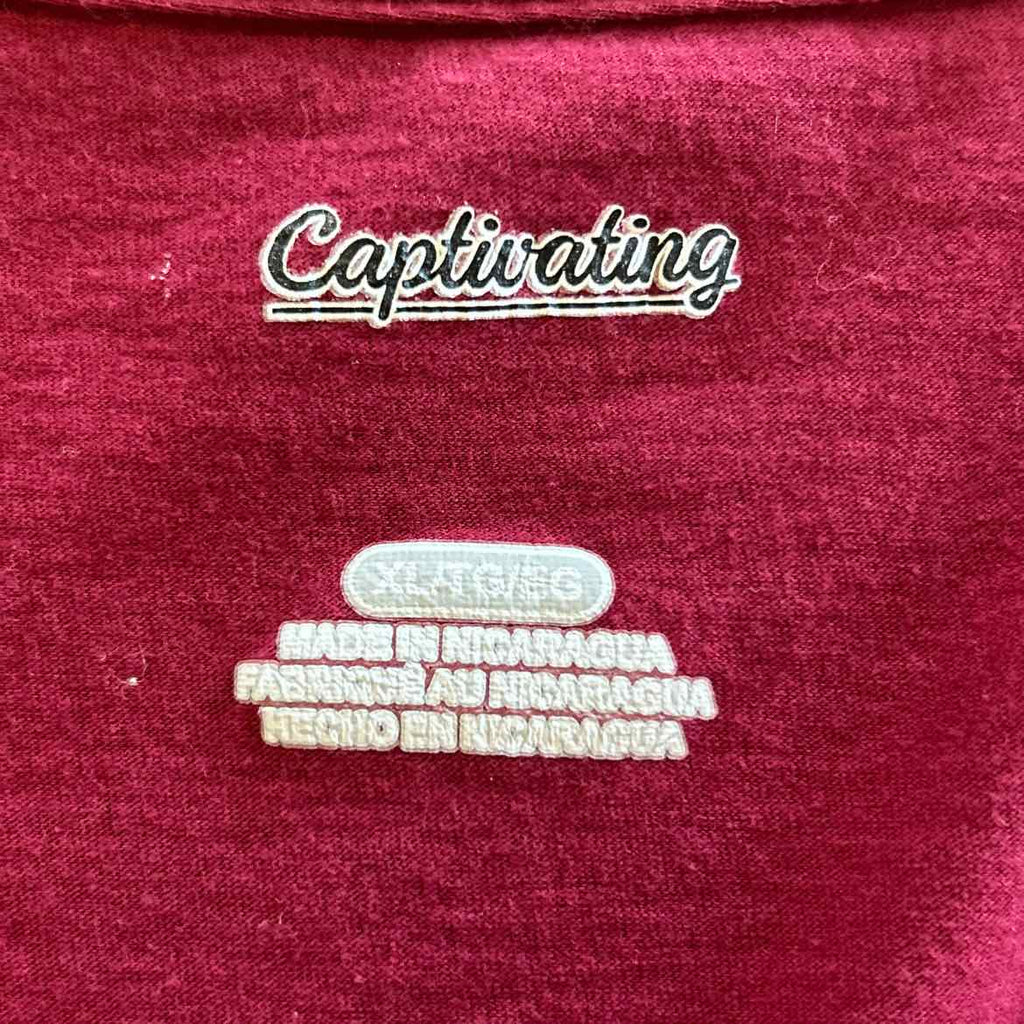 Captivating
XL-TG/EG
MADE IN NICARAGUA
FABRIQUÉ AU NICARAGUA
HECHO EN NICARAGUA